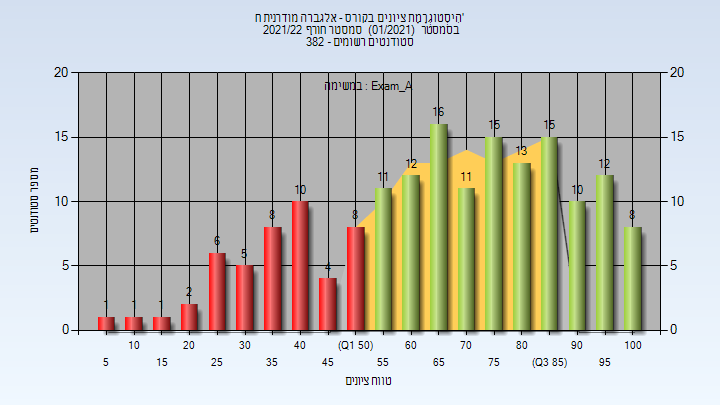 היסטוגרמת ציונים בקורס - אלגברה מודרנית ח'
בסמסטר (01/2021) סמסטר חורף 2021/22
סטודנטים רשומים - 382
במשימה : Exam_A
מספר סטודנטים
20 20
15 15
10 10
5 5
0 0
1 1 1 2 6 5 8 10 4 8 11 12 16 11 15 13 15 10 12 8
10 20 30 40 (Q1 50) 60 70 80 90 100
5 15 25 35 45 55 65 75 (Q3 85) 95
טווח ציונים